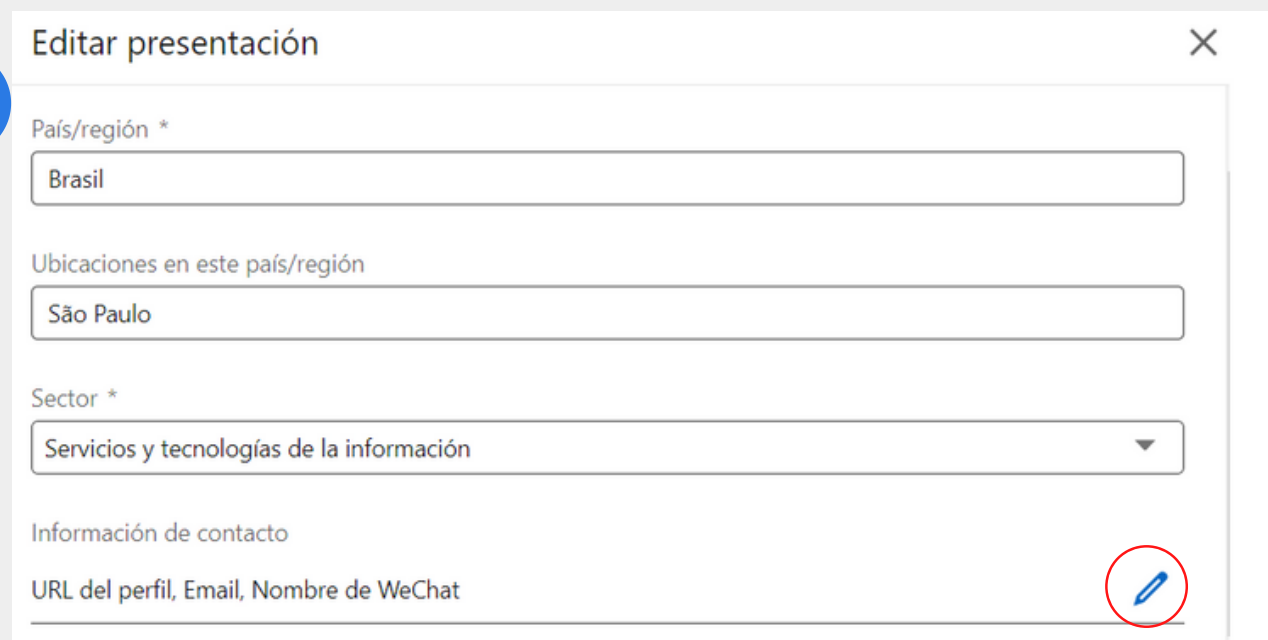 Editar presentación
País/región *
Brasil
Ubicaciones en este país/región
São Paulo
Sector *
Servicios y tecnologías de la información
Información de contacto
URL del perfil, Email, Nombre de WeChat